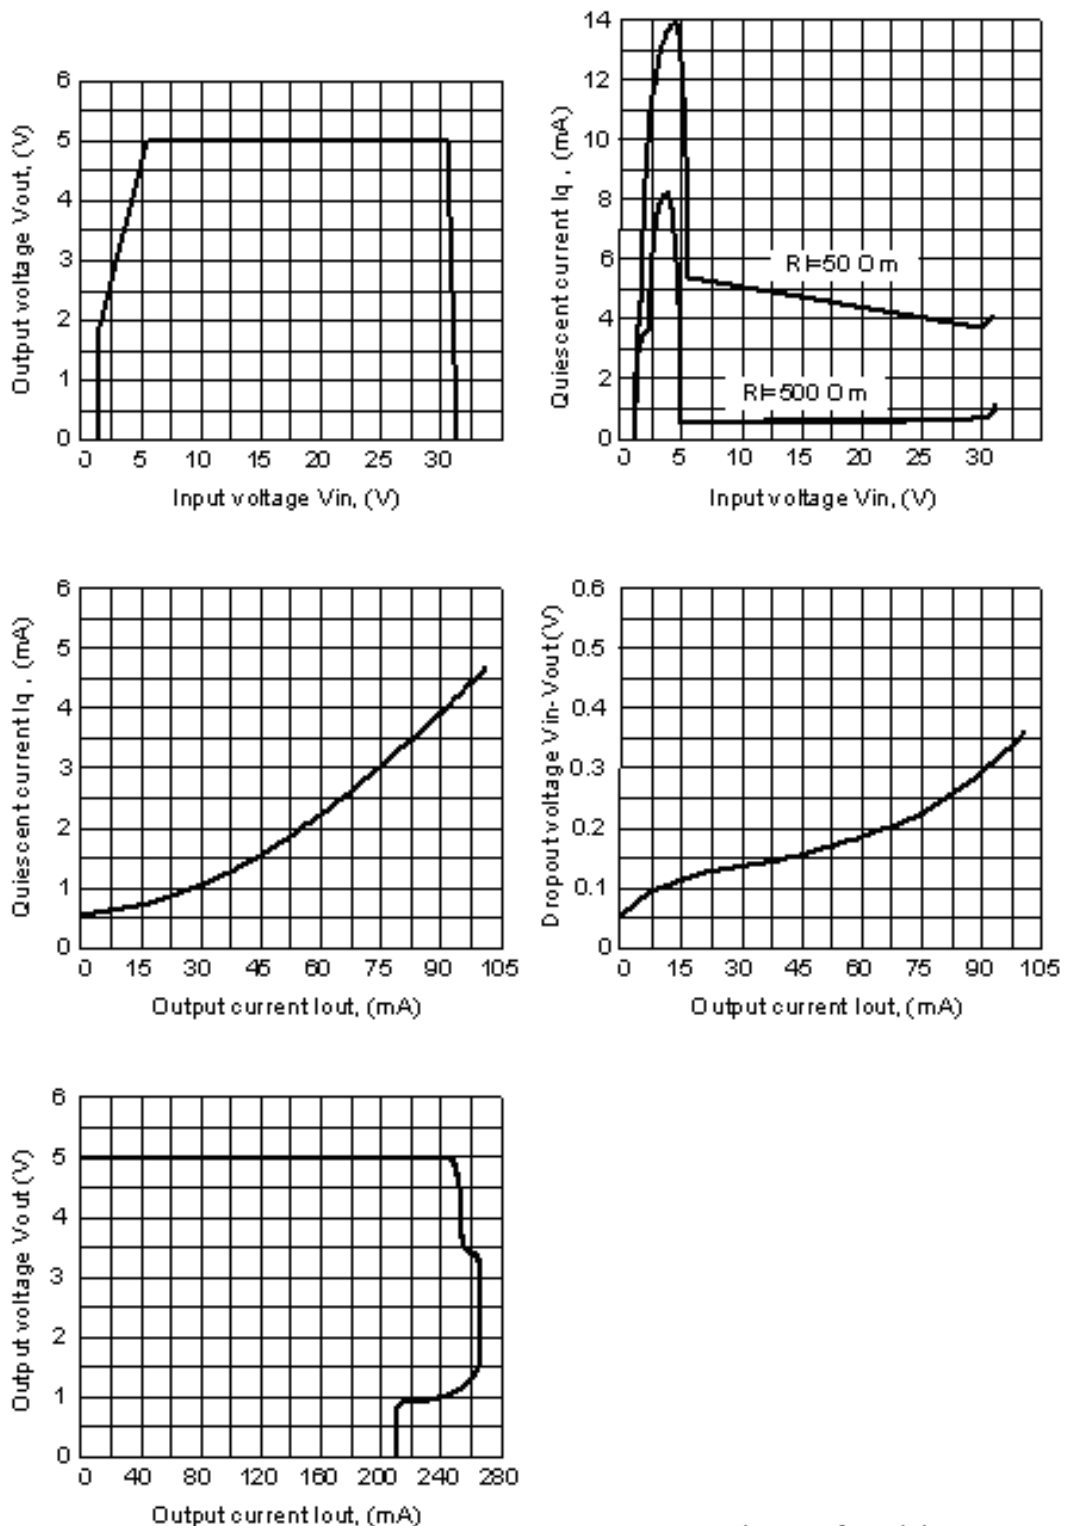 6
5
4
3
2
1
0
Output voltage Vout, (V)
0 5 10 15 20 25 30
Input voltage Vin, (V)
14
12
10
8
6
4
2
0
Quiescent current Iq , (mA)
Rl=50 Om
Rl=500 Om
0 5 10 15 20 25 30
Input voltage Vin, (V)
6
5
4
3
2
1
0
Quiescent current Iq , (mA)
0 15 30 45 60 75 90 105
Output current Iout, (mA)
0.6
0.5
0.4
0.3
0.2
0.1
0
Dropout voltage Vin-Vout (V)
0 15 30 45 60 75 90 105
Output current Iout, (mA)
6
5
4
3
2
1
0
Output voltage Vout (V)
0 40 80 120 160 200 240 280
Output current Iout, (mA)